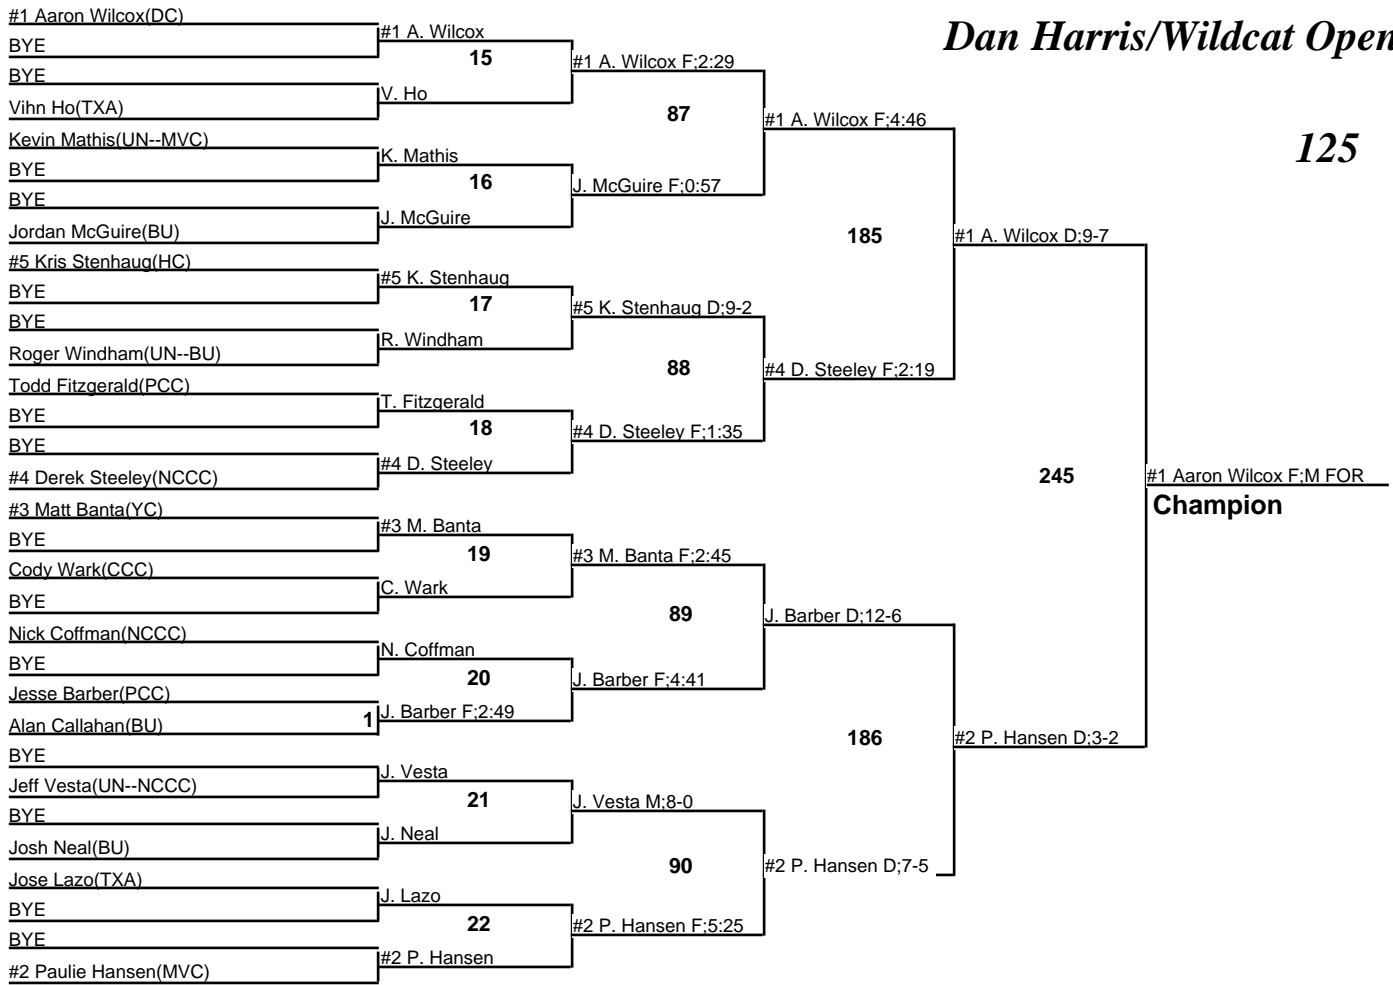 Dan Harris/Wildcat Open
125
#1 Aaron Wilcox(DC)
BYE
BYE
Vihn Ho(TXA)
Kevin Mathis(UN--MVC)
BYE
BYE
Jordan McGuire(BU)
#5 Kris Stenhaug(HC)
BYE
BYE
Roger Windham(UN--BU)
Todd Fitzgerald(PCC)
BYE
BYE
#4 Derek Steeley(NCCC)
#3 Matt Banta(YC)
BYE
Cody Wark(CCC)
BYE
Nick Coffman(NCCC)
BYE
Jesse Barber(PCC)
Alan Callahan(BU)
BYE
Jeff Vesta(UN--NCCC)
BYE
Josh Neal(BU)
Jose Lazo(TXA)
BYE
BYE
#2 Paulie Hansen(MVC)
1
#1 A. Wilcox
15
V. Ho
K. Mathis
16
J. McGuire
#5 K. Stenhaug
17
R. Windham
T. Fitzgerald
18
#4 D. Steeley
#3 M. Banta
19
C. Wark
N. Coffman
20
J. Barber F;2:49
J. Vesta
21
J. Neal
J. Lazo
22
#2 P. Hansen
#1 A. Wilcox F;2:29
87
J. McGuire F;0:57
#5 K. Stenhaug D;9-2
88
#4 D. Steeley F;1:35
#3 M. Banta F;2:45
89
J. Barber F;4:41
J. Vesta M;8-0
90
#2 P. Hansen F;5:25
#1 A. Wilcox F;4:46
185
#4 D. Steeley F;2:19
J. Barber D;12-6
186
#2 P. Hansen D;7-5
#1 A. Wilcox D;9-7
245
#2 P. Hansen D;3-2
#1 Aaron Wilcox F;M FOR
Champion